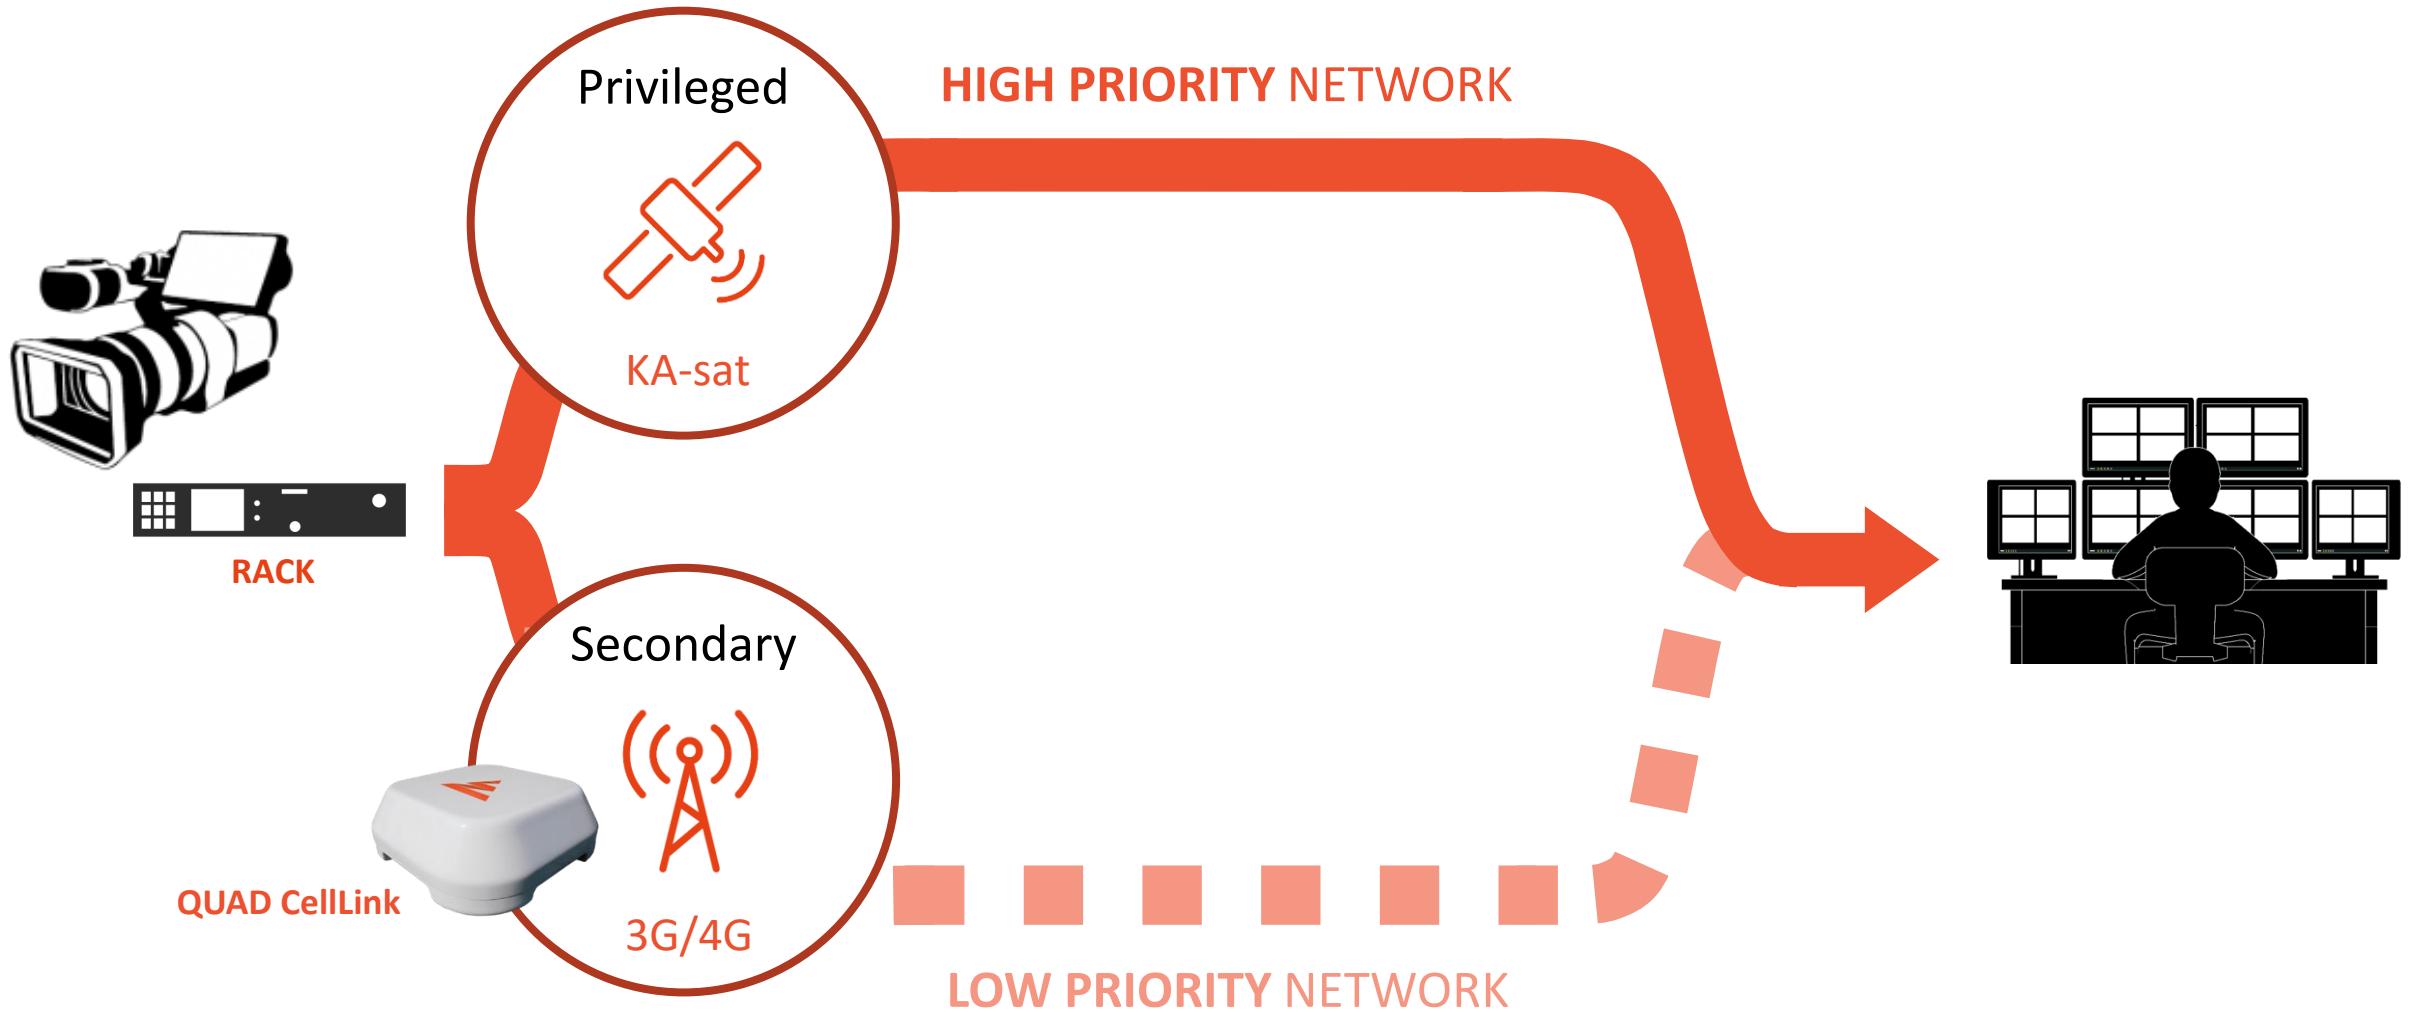 Privileged
HIGH PRIORITY NETWORK
KA-sat
RACK
Secondary
QUAD CellLink
3G/4G
LOW PRIORITY NETWORK